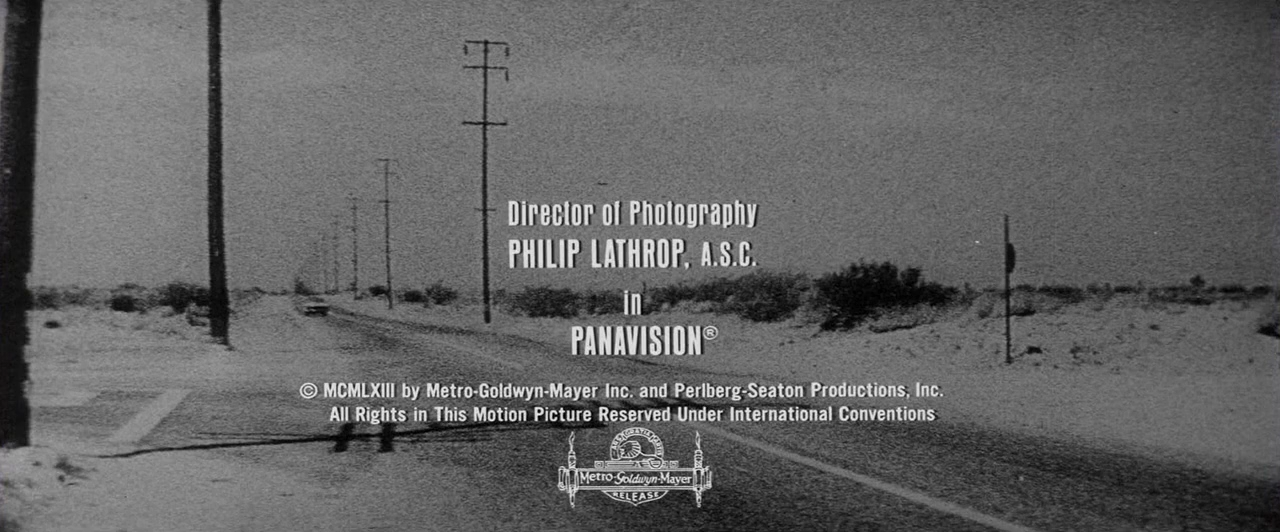 Director of Photography
PHILIP LATHROP, A.S.C.
in
PANAVISION®
© MCMLXIII by Metro-Goldwyn-Mayer Inc. and Perlberg-Seaton Productions, Inc.
All Rights in This Motion Picture Reserved Under International Conventions
Metro-Goldwyn-Mayer
RELEASE